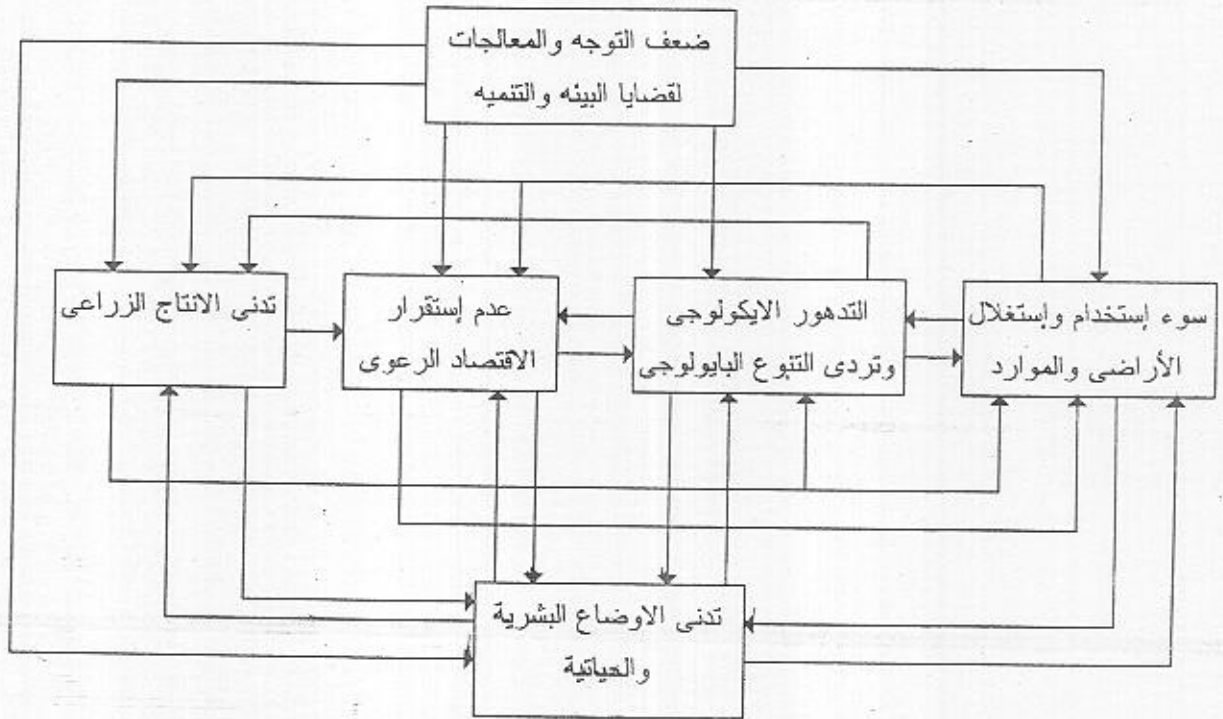 ضعف التوجه والمعالجات
لقضايا البيئه والتنميه
سوء إستخدام وإستغلال
الأراضى والموارد
التدهور الايكولوجى
وتردى التنوع البايولوجى
عدم إستقرار
الاقتصاد الرعوى
تدنى الانتاج الزراعى
تدنى الاوضاع البشرية
والحياتية